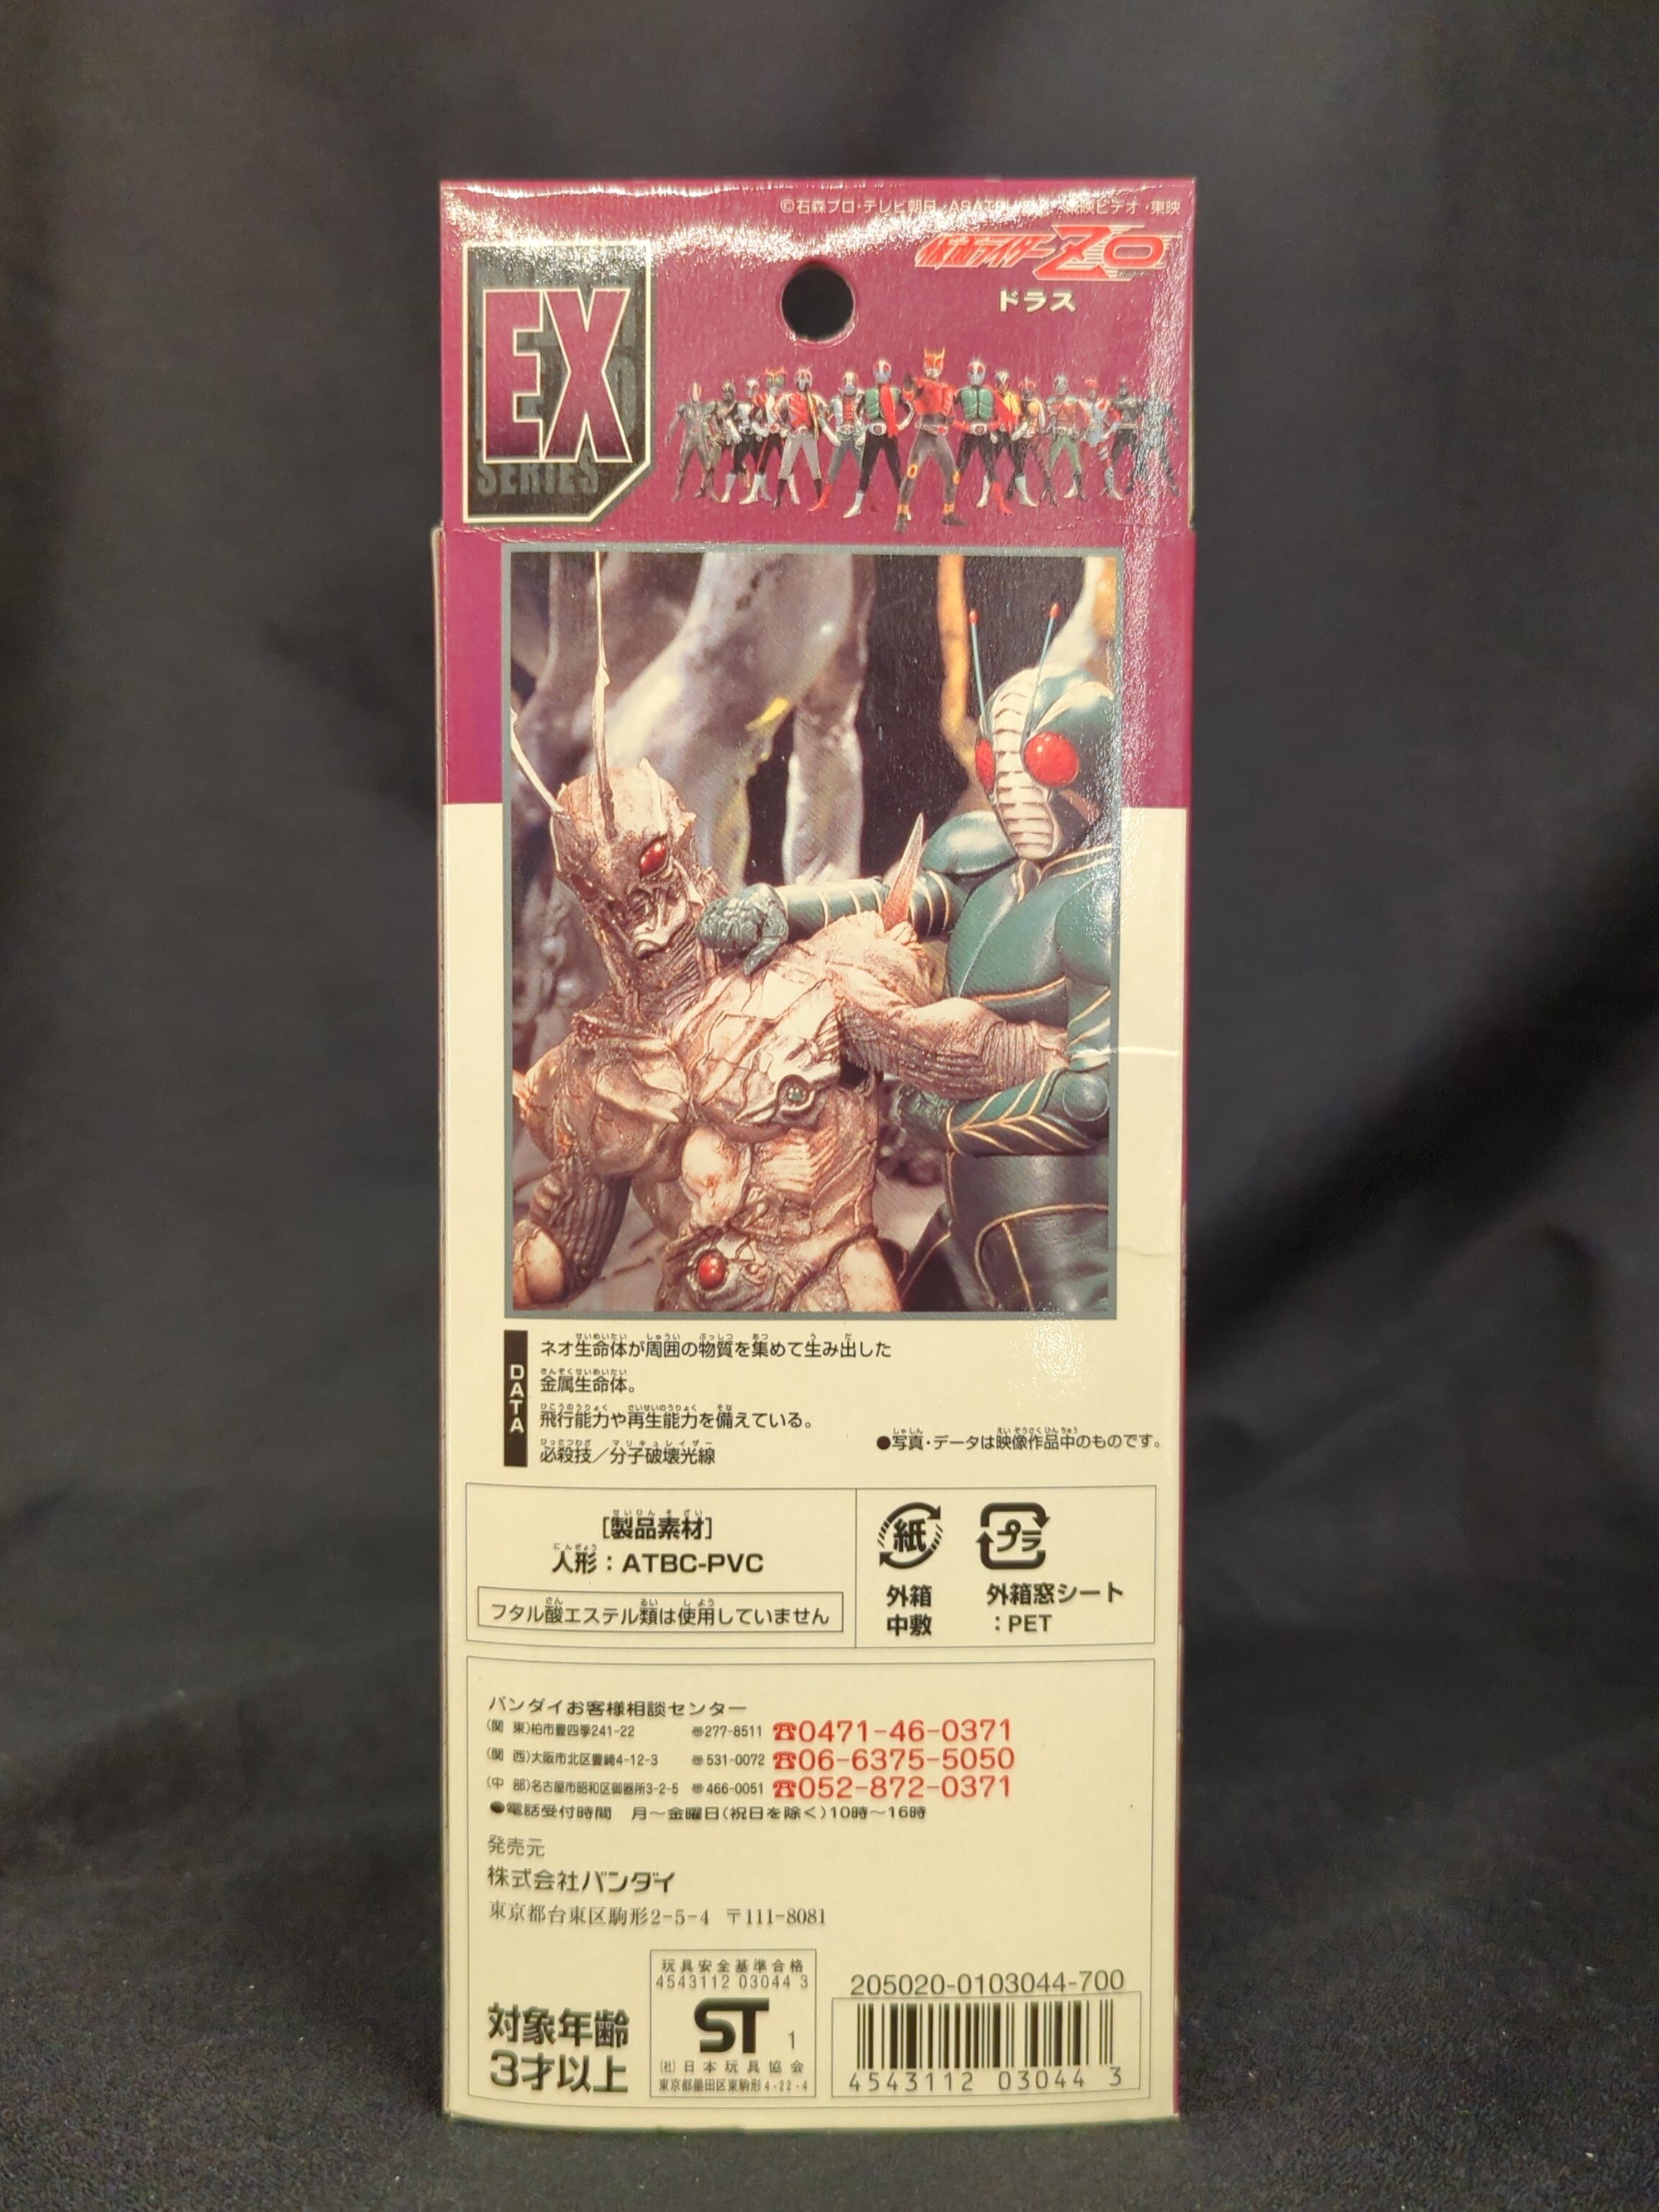 ©石森プロ・テレビ朝日・ASATSU・ビデオ・東映
EX
SERIES
仮面ライダーZO
ドラス
DATA
ネオ生命体が周囲の物質を集めて生み出した
金属生命体。
飛行能力や再生能力を備えている。
必殺技／分子破壊光線
マリキュレイザー
●写真・データは映像作品中のものです。
[製品素材]
人形：ATBC-PVC
フタル酸エステル類は使用していません
紙
外箱
中敷
プラ
外箱窓シート
：PET
バンダイお客様相談センター
(関 東)柏市豊四季241-22 〠277-8511 ☎0471-46-0371
(関 西)大阪市北区豊崎4-12-3 〠531-0072 ☎06-6375-5050
(中 部)名古屋市昭和区御器所3-2-5 〠466-0051 ☎052-872-0371
●電話受付時間 月～金曜日(祝日を除く)10時～16時
発売元
株式会社バンダイ
東京都台東区駒形2-5-4 〒111-8081
対象年齢
3才以上
玩具安全基準合格
4543112 03044 3
ST 1
(社)日本玩具協会
東京都墨田区東駒形4-22-4
205020-0103044-700
4543112 03044 3